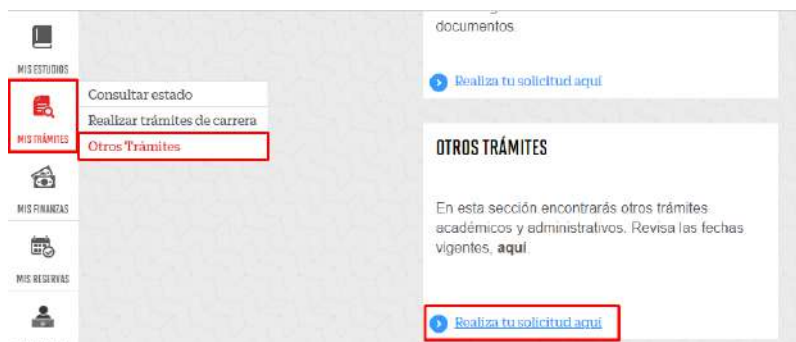 documentos.
Realiza tu solicitud aquí
MIS ESTUDIOS
MIS TRÁMITES
Consultar estado
Realizar trámites de carrera
Otros Trámites
MIS FINANZAS
MIS RESERVAS
OTROS TRÁMITES
En esta sección encontrarás otros trámites
académicos y administrativos. Revisa las fechas
vigentes, aquí.
Realiza tu solicitud aquí